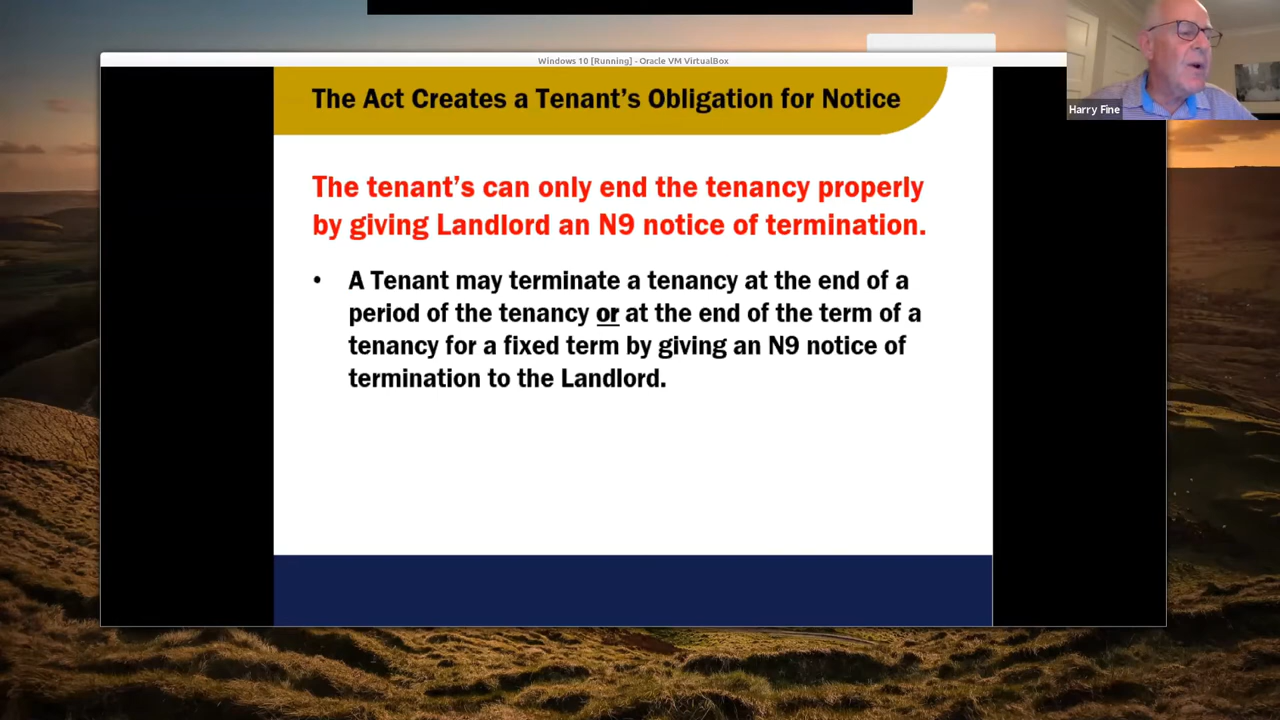 Windows 10 [Running] - Oracle VM VirtualBox
Harry Fine
The Act Creates a Tenant’s Obligation for Notice
The tenant’s can only end the tenancy properly
by giving Landlord an N9 notice of termination.
• A Tenant may terminate a tenancy at the end of a
period of the tenancy or at the end of the term of a
tenancy for a fixed term by giving an N9 notice of
termination to the Landlord.